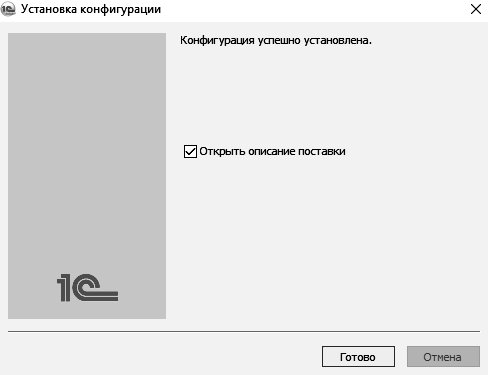 Установка конфигурации
Конфигурация успешно установлена.
Открыть описание поставки
1С
Готово
Отмена